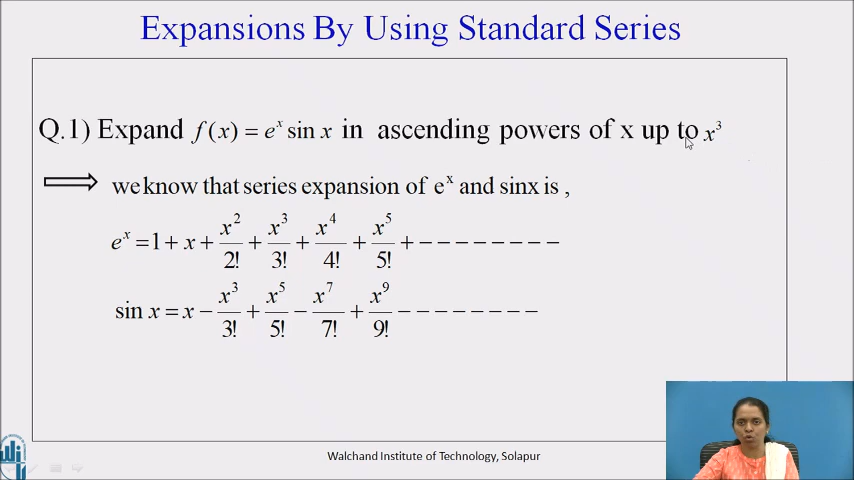 Expansions By Using Standard Series
Q.1) Expand f(x) = e^x sin x in ascending powers of x up to x^3
we know that series expansion of e^x and sinx is ,
e^x = 1 + x + x^2/2! + x^3/3! + x^4/4! + x^5/5! + − − − − − − − −
sin x = x − x^3/3! + x^5/5! − x^7/7! + x^9/9! − − − − − − − −
Walchand Institute of Technology, Solapur